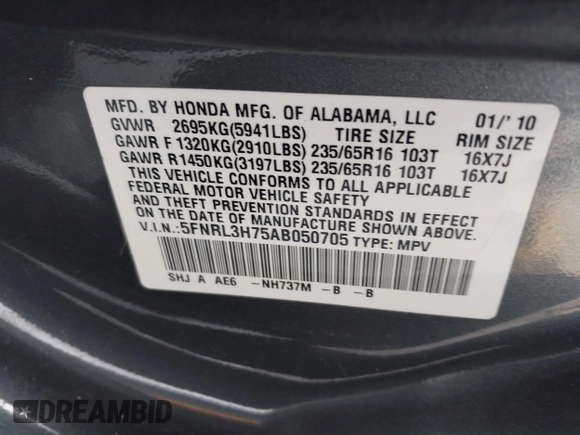 MFD. BY HONDA MFG. OF ALABAMA, LLC 01/'10
GVWR 2695KG(5941LBS) TIRE SIZE RIM SIZE
GAWR F 1320KG(2910LBS) 235/65R16 103T 16X7J
GAWR R1450KG(3197LBS) 235/65R16 103T 16X7J
THIS VEHICLE CONFORMS TO ALL APPLICABLE
FEDERAL MOTOR VEHICLE SAFETY
STANDARDS IN EFFECT
ON THE DATE OF MANUFACTURE SHOWN ABOVE.
V.I.N.:5FNRL3H75AB050705 TYPE: MPV
SHJ A AE6 -NH737M -B -B
DREAMBID